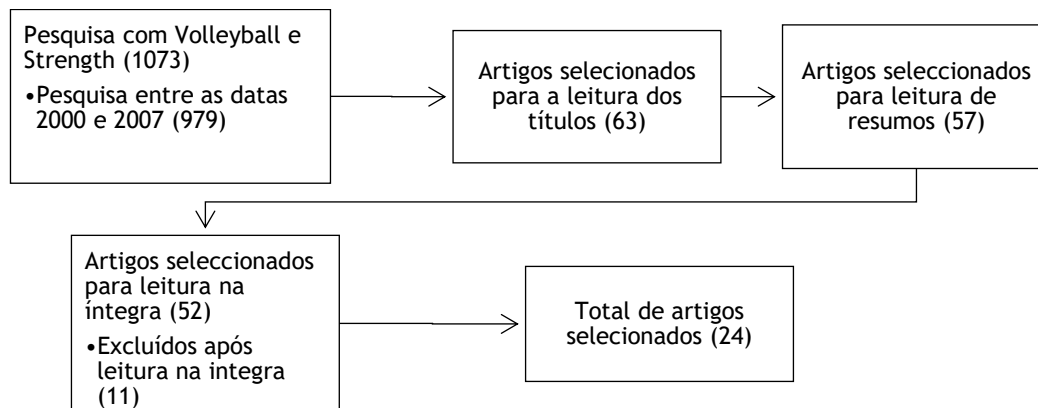 Pesquisa com Volleyball e
Strength (1073)
•Pesquisa entre as datas
2000 e 2007 (979)
Artigos selecionados
para a leitura dos
títulos (63)
Artigos seleccionados
para leitura de
resumos (57)
Artigos seleccionados
para leitura na
íntegra (52)
•Excluídos após
leitura na integra
(11)
Total de artigos
selecionados (24)